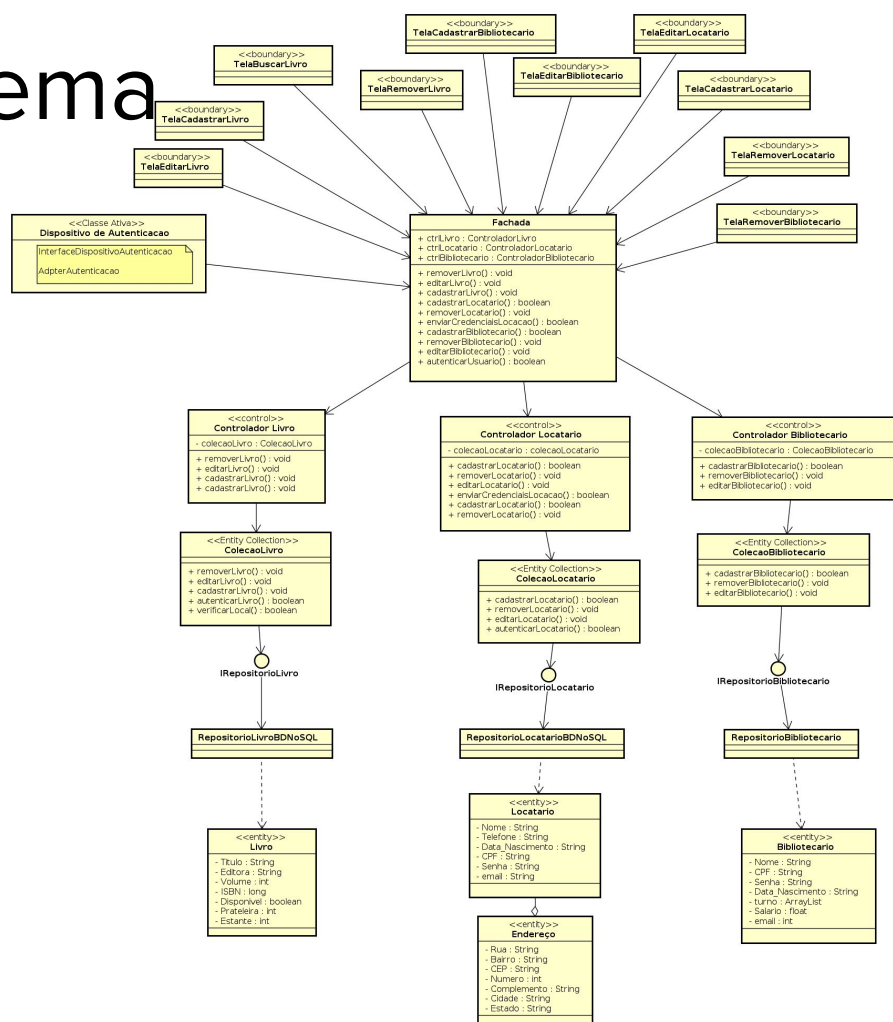 ema
<<boundary>>
TelaCadastrarBibliotecario
<<boundary>>
TelaEditarLocatario
<<boundary>>
TelaBuscarLivro
<<boundary>>
TelaRemoverLivro
<<boundary>>
TelaEditarBibliotecario
<<boundary>>
TelaCadastrarLocatario
<<boundary>>
TelaCadastrarLivro
<<boundary>>
TelaEditarLivro
<<boundary>>
TelaRemoverLocatario
<<boundary>>
TelaRemoverBibliotecario
<<Classe Ativa>>
Dispositivo de Autenticacao
InterfaceDispositivoAutenticacao
AdpterAutenticacao
Fachada
+ ctrlLivro : ControladorLivro
+ ctrlLocatario : ControladorLocatario
+ ctrlBibliotecario : ControladorBibliotecario
+ removerLivro() : void
+ editarLivro() : void
+ cadastrarLivro() : void
+ cadastrarLocatario() : boolean
+ removerLocatario() : void
+ enviarCredenciaisLocacao() : boolean
+ cadastrarBibliotecario() : boolean
+ removerBibliotecario() : void
+ editarBibliotecario() : void
+ autenticarUsuario() : boolean
<<control>>
Controlador Livro
- colecaoLivro : ColecaoLivro
+ removerLivro() : void
+ editarLivro() : void
+ cadastrarLivro() : void
+ cadastrarLivro() : void
<<control>>
Controlador Locatario
- colecaoLocatario : colecaoLocatario
+ cadastrarLocatario() : boolean
+ removerLocatario() : void
+ editarLocatario() : void
+ enviarCredenciaisLocacao() : boolean
+ cadastrarLocatario() : boolean
+ removerLocatario() : void
<<control>>
Controlador Bibliotecario
- colecaoBibliotecario : ColecaoBibliotecario
+ cadastrarBibliotecario() : boolean
+ removerBibliotecario() : void
+ editarBibliotecario() : void
<<Entity Collection>>
ColecaoLivro
+ removerLivro() : void
+ editarLivro() : void
+ cadastrarLivro() : void
+ autenticarLivro() : boolean
+ verificarLocal() : boolean
<<Entity Collection>>
ColecaoLocatario
+ cadastrarLocatario() : boolean
+ removerLocatario() : void
+ editarLocatario() : void
+ autenticarLocatario() : boolean
<<Entity Collection>>
ColecaoBibliotecario
+ cadastrarBibliotecario() : boolean
+ removerBibliotecario() : void
+ editarBibliotecario() : void
IRepositorioLivro
IRepositorioLocatario
IRepositorioBibliotecario
RepositorioLivroBDNoSQL
RepositorioLocatarioBDNoSQL
RepositorioBibliotecario
<<entity>>
Livro
- Titulo : String
- Editora : String
- Volume : int
- ISBN : long
- Disponivel : boolean
- Prateleira : int
- Estante : int
<<entity>>
Locatario
- Nome : String
- Telefone : String
- Data_Nascimento : String
- CPF : String
- Senha : String
- email : String
<<entity>>
Bibliotecario
- Nome : String
- CPF : String
- Senha : String
- Data_Nascimento : String
- turno : ArrayList
- Salario : float
- email : int
<<entity>>
Endereço
- Rua : String
- Bairro : String
- CEP : String
- Numero : int
- Complemento : String
- Cidade : String
- Estado : String